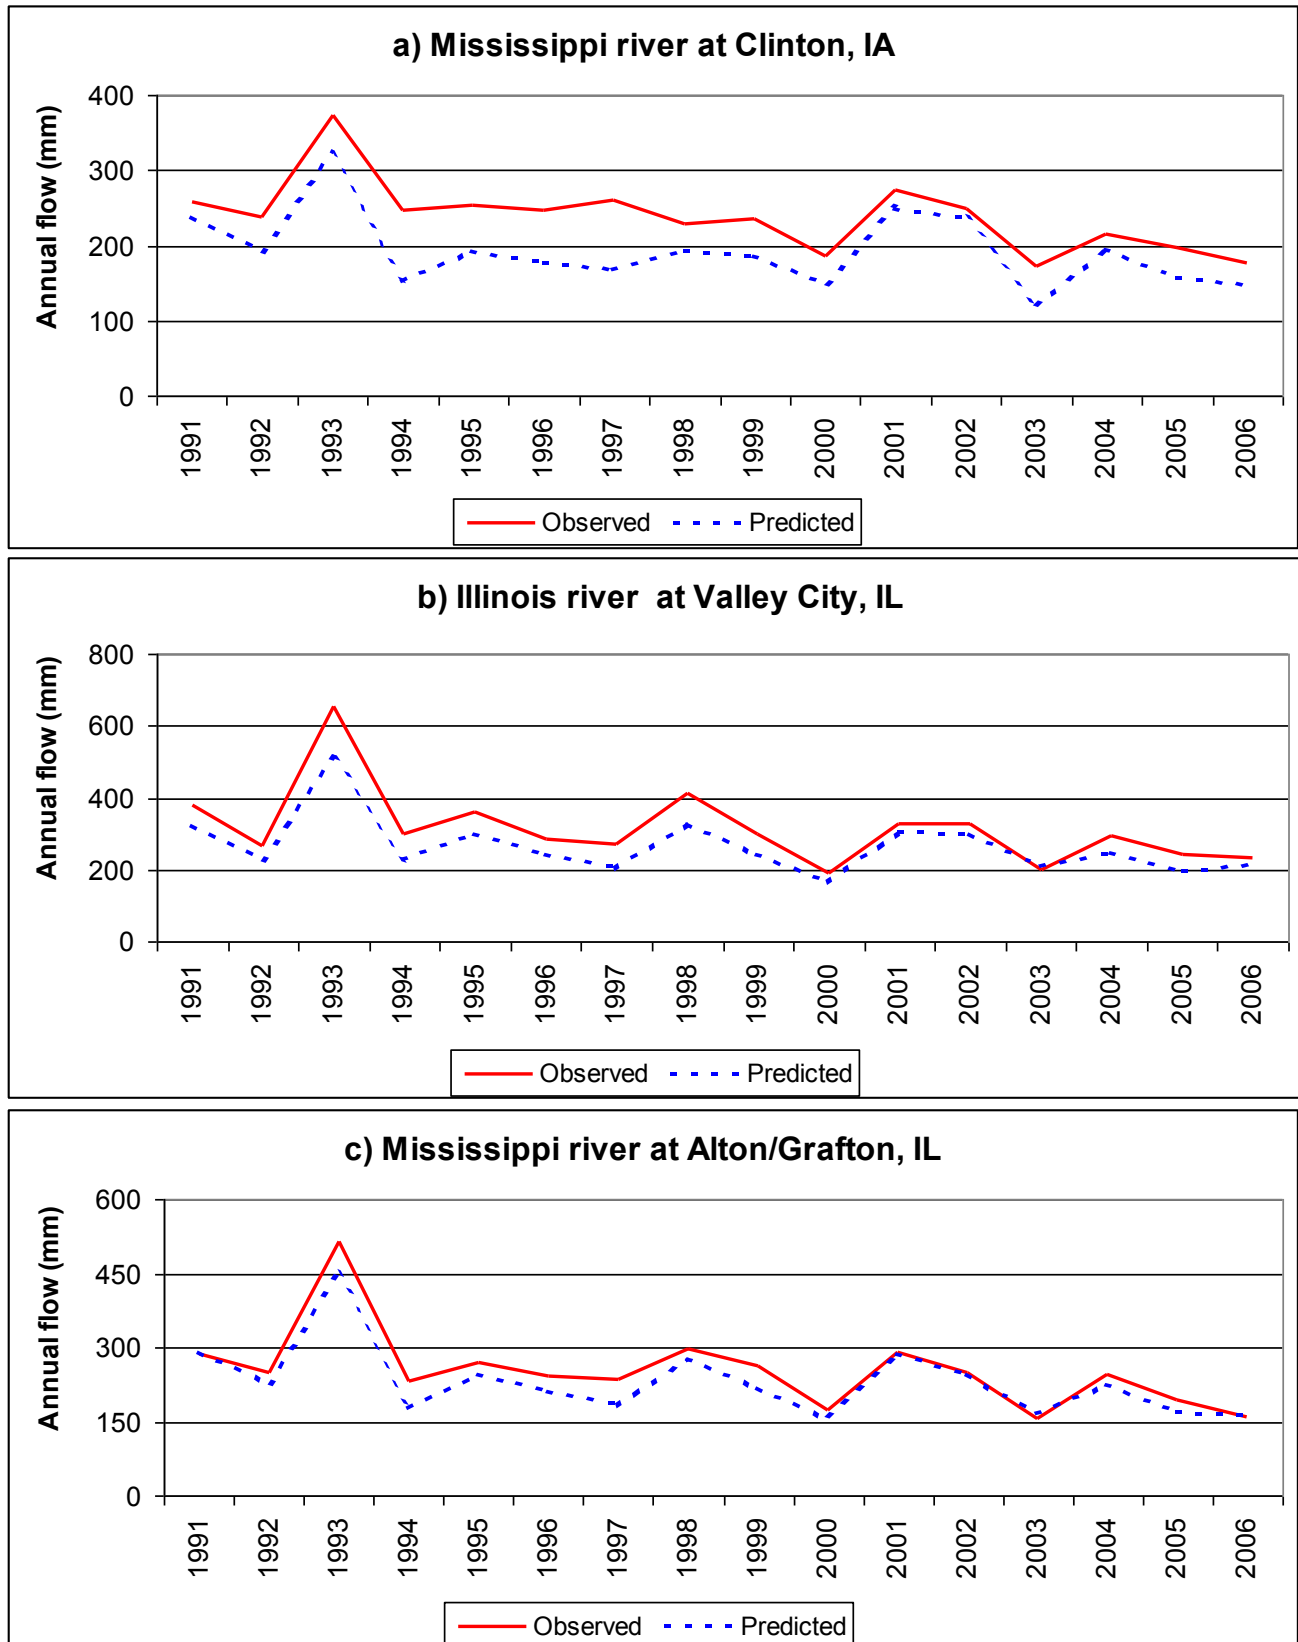 a) Mississippi river at Clinton, IA
Annual flow (mm)
400
300
200
100
0
1991 1992 1993 1994 1995 1996 1997 1998 1999 2000 2001 2002 2003 2004 2005 2006
Observed Predicted
b) Illinois river at Valley City, IL
Annual flow (mm)
800
600
400
200
0
1991 1992 1993 1994 1995 1996 1997 1998 1999 2000 2001 2002 2003 2004 2005 2006
Observed Predicted
c) Mississippi river at Alton/Grafton, IL
Annual flow (mm)
600
450
300
150
0
1991 1992 1993 1994 1995 1996 1997 1998 1999 2000 2001 2002 2003 2004 2005 2006
Observed Predicted